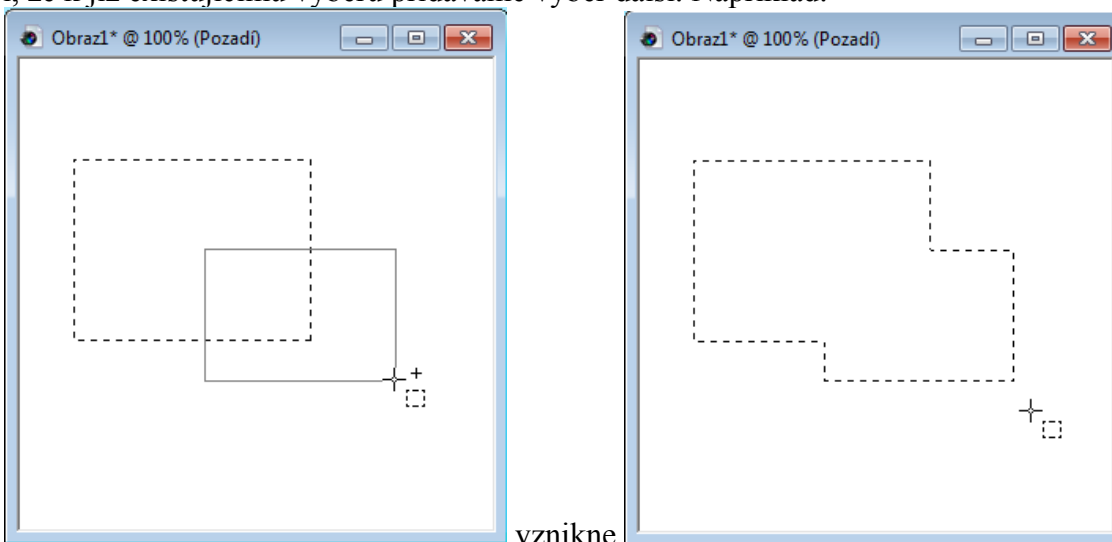 že k již existujícímu výběru přidáváme výběr další. Například:
Obraz1* @ 100% (Pozadí)
Obraz1* @ 100% (Pozadí)
vznikne